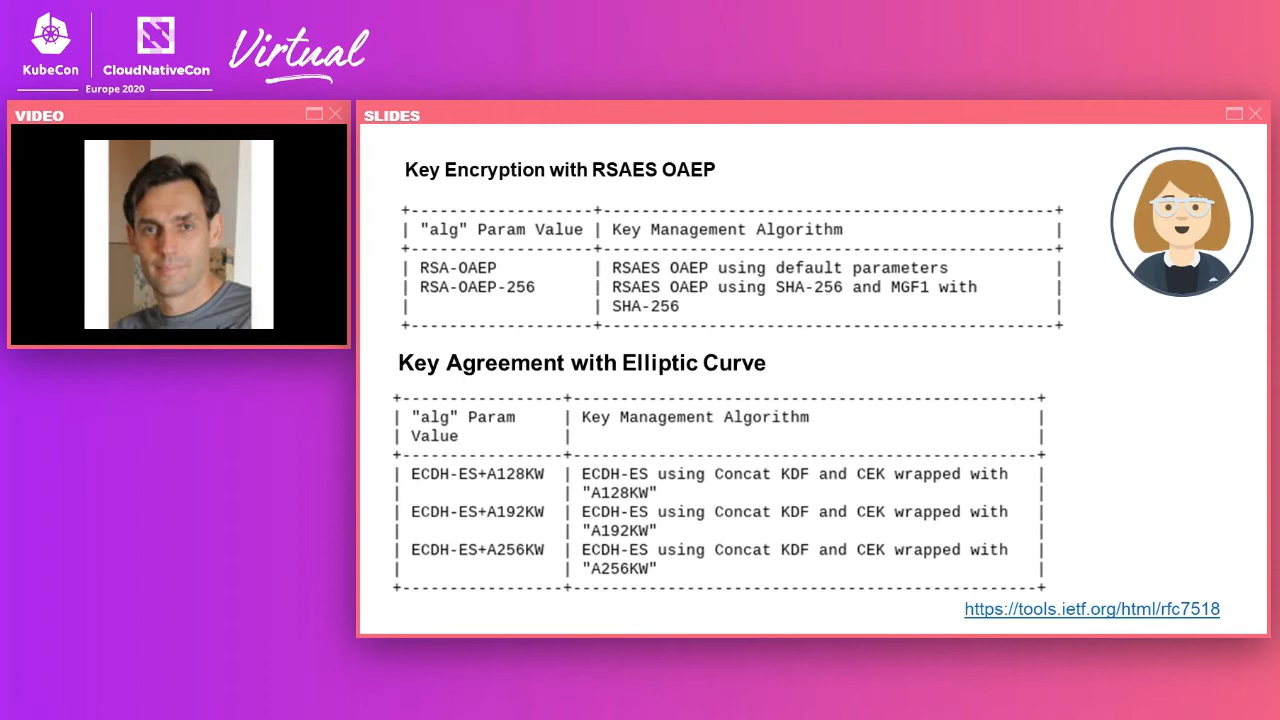 KubeCon
CloudNativeCon
Europe 2020
Virtual
VIDEO
SLIDES
Key Encryption with RSAES OAEP
+-------------------+------------------------------------------------+
| "alg" Param Value | Key Management Algorithm |
+-------------------+------------------------------------------------+
| RSA-OAEP | RSAES OAEP using default parameters |
| RSA-OAEP-256 | RSAES OAEP using SHA-256 and MGF1 with |
| | SHA-256 |
+-------------------+------------------------------------------------+
Key Agreement with Elliptic Curve
+-----------------+-------------------------------------------------+
| "alg" Param | Key Management Algorithm |
| Value | |
+-----------------+-------------------------------------------------+
| ECDH-ES+A128KW | ECDH-ES using Concat KDF and CEK wrapped with |
| | "A128KW" |
| ECDH-ES+A192KW | ECDH-ES using Concat KDF and CEK wrapped with |
| | "A192KW" |
| ECDH-ES+A256KW | ECDH-ES using Concat KDF and CEK wrapped with |
| | "A256KW" |
+-----------------+-------------------------------------------------+
https://tools.ietf.org/html/rfc7518